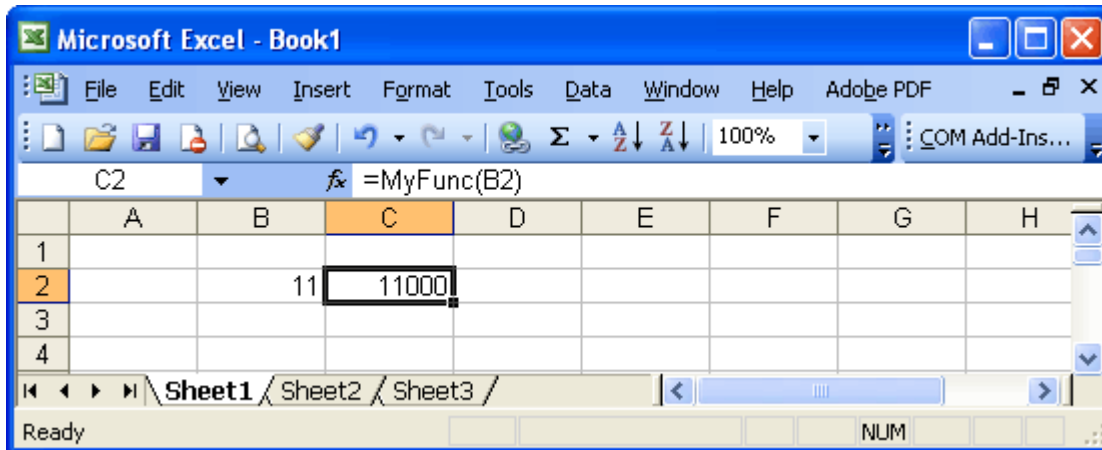 Microsoft Excel - Book1
File Edit View Insert Format Tools Data Window Help Adobe PDF
Σ A Z Z A 100% COM Add-Ins...
C2 fx =MyFunc(B2)
A B C D E F G H
1
2 11 11000
3
4
Sheet1 Sheet2 Sheet3
Ready NUM